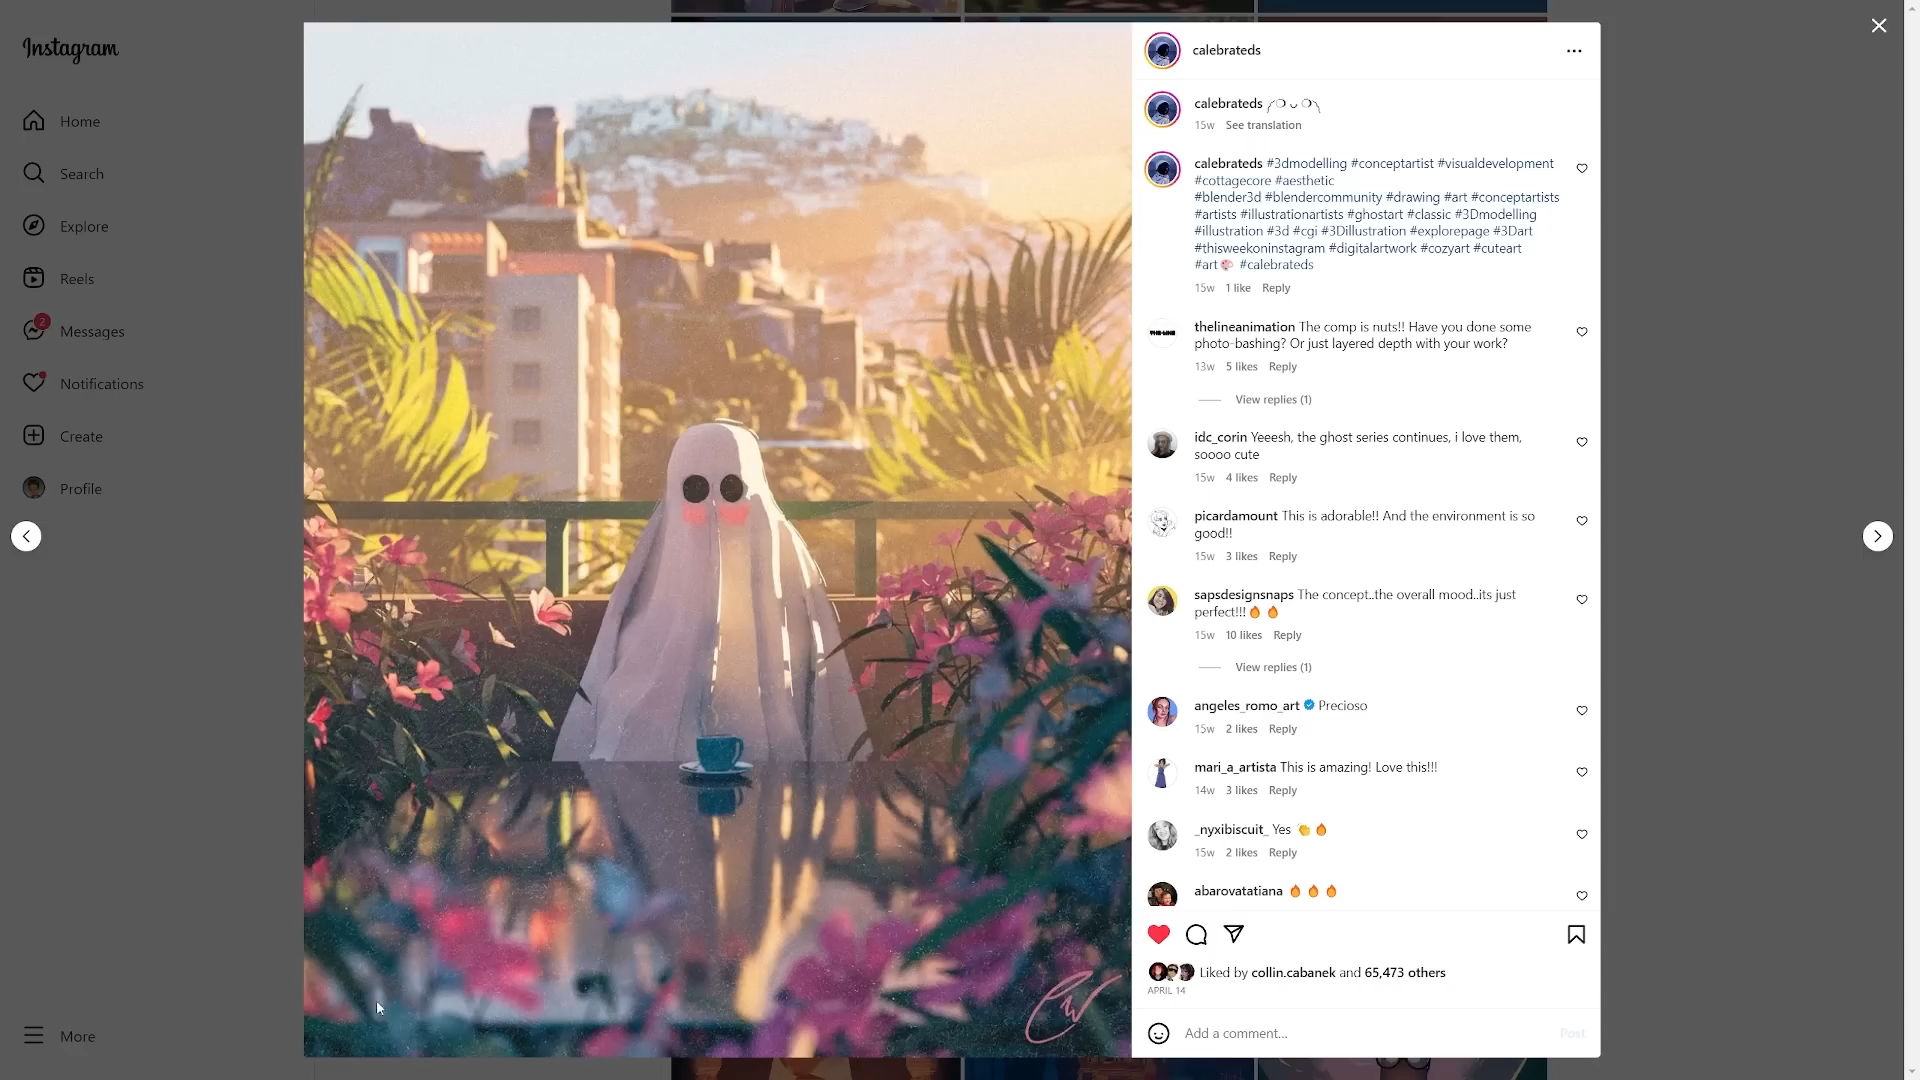 Instagram
Home
Search
Explore
Reels
2
Messages
Notifications
Create
Profile
More
calebrateds
calebrateds
15w See translation
calebrateds #3dmodelling #conceptartist #visualdevelopment
#cottagecore #aesthetic
#blender3d #blendercommunity #drawing #art #conceptartists
#artists #illustrationartists #ghostart #classic #3Dmodelling
#illustration #3d #cgi #3Dillustration #explorepage #3Dart
#thisweekoninstagram #digitalartwork #cozyart #cuteart
#art🎨 #calebrateds
15w 1 like Reply
thelineanimation The comp is nuts!! Have you done some
photo-bashing? Or just layered depth with your work?
13w 5 likes Reply
View replies (1)
idc_corin Yeeesh, the ghost series continues, i love them,
soooo cute
15w 4 likes Reply
picardamount This is adorable!! And the environment is so
good!!
15w 3 likes Reply
sapsdesignsnaps The concept..the overall mood..its just
perfect!!!🔥 🔥
15w 10 likes Reply
View replies (1)
angeles_romo_art Precioso
15w 2 likes Reply
mari_a_artista This is amazing! Love this!!!
14w 3 likes Reply
_nyxibiscuit_ Yes 👏 🔥
15w 2 likes Reply
abarovatatiana 🔥 🔥 🔥
Liked by collin.cabanek and 65,473 others
APRIL 14
Add a comment...
Post